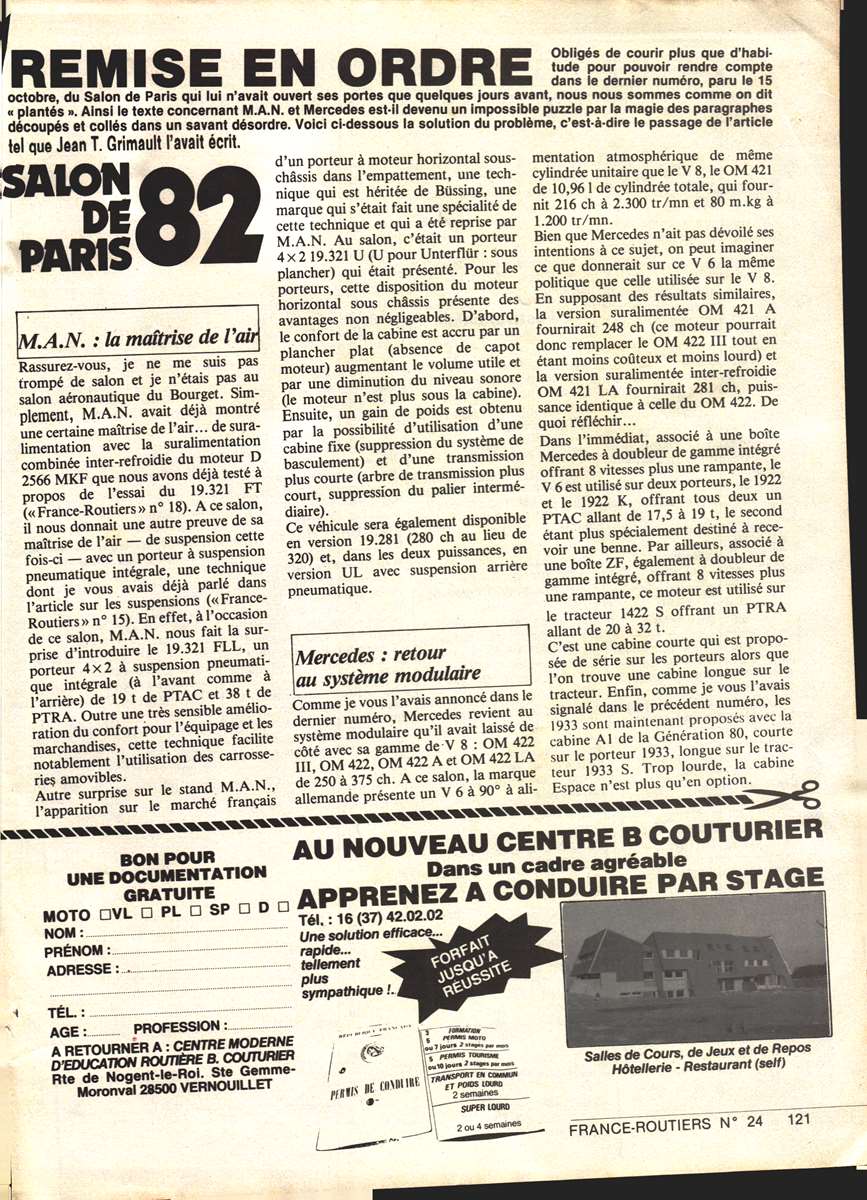 REMISE EN ORDRE
Obligés de courir plus que d'habi-
tude pour pouvoir rendre compte
dans le dernier numéro, paru le 15
octobre, du Salon de Paris qui lui n'avait ouvert ses portes que quelques jours avant, nous nous sommes comme on dit
« plantés ». Ainsi le texte concernant M.A.N. et Mercedes est-il devenu un impossible puzzle par la magie des paragraphes
découpés et collés dans un savant désordre. Voici ci-dessous la solution du problème, c'est-à-dire le passage de l'article
tel que Jean T. Grimault l'avait écrit.
SALON
DE
PARIS
82
M.A.N. : la maîtrise de l'air
Rassurez-vous, je ne me suis pas
trompé de salon et je n'étais pas au
salon aéronautique du Bourget. Sim-
plement, M.A.N. avait déjà montré
une certaine maîtrise de l'air... de sura-
limentation avec la suralimentation
combinée inter-refroidie du moteur D
2566 MKF que nous avons déjà testé à
propos de l'essai du 19.321 FT
(«France-Routiers» n° 18). A ce salon,
il nous donnait une autre preuve de sa
maîtrise de l'air — de suspension cette
fois-ci — avec un porteur à suspension
pneumatique intégrale, une technique
dont je vous avais déjà parlé dans
l'article sur les suspensions («France-
Routiers» n° 15). En effet, à l'occasion
de ce salon, M.A.N. nous fait la sur-
prise d'introduire le 19.321 FLL, un
porteur 4×2 à suspension pneumati-
que intégrale (à l'avant comme à
l'arrière) de 19 t de PTAC et 38 t de
PTRA. Outre une très sensible amélio-
ration du confort pour l'équipage et les
marchandises, cette technique facilite
notablement l'utilisation des carrosse-
ries amovibles.
Autre surprise sur le stand M.A.N.,
l'apparition sur le marché français
d'un porteur à moteur horizontal sous-
châssis dans l'empattement, une tech-
nique qui est héritée de Büssing, une
marque qui s'était fait une spécialité de
cette technique et qui a été reprise par
M.A.N. Au salon, c'était un porteur
4×2 19.321 U (U pour Unterflür : sous
plancher) qui était présenté. Pour les
porteurs, cette disposition du moteur
horizontal sous châssis présente des
avantages non négligeables. D'abord,
le confort de la cabine est accru par un
plancher plat (absence de capot
moteur) augmentant le volume utile et
par une diminution du niveau sonore
(le moteur n'est plus sous la cabine).
Ensuite, un gain de poids est obtenu
par la possibilité d'utilisation d'une
cabine fixe (suppression du système de
basculement) et d'une transmission
plus courte (arbre de transmission plus
court, suppression du palier intermé-
diaire).
Ce véhicule sera également disponible
en version 19.281 (280 ch au lieu de
320) et, dans les deux puissances, en
version UL avec suspension arrière
pneumatique.
Mercedes : retour
au système modulaire
Comme je vous l'avais annoncé dans le
dernier numéro, Mercedes revient au
système modulaire qu'il avait laissé de
côté avec sa gamme de V 8 : OM 422
III, OM 422, OM 422 A et OM 422 LA
de 250 à 375 ch. A ce salon, la marque
allemande présente un V 6 à 90° à ali-
mentation atmosphérique de même
cylindrée unitaire que le V 8, le OM 421
de 10,96 l de cylindrée totale, qui four-
nit 216 ch à 2.300 tr/mn et 80 m.kg à
1.200 tr/mn.
Bien que Mercedes n'ait pas dévoilé ses
intentions à ce sujet, on peut imaginer
ce que donnerait sur ce V 6 la même
politique que celle utilisée sur le V 8.
En supposant des résultats similaires,
la version suralimentée OM 421 A
fournirait 248 ch (ce moteur pourrait
donc remplacer le OM 422 III tout en
étant moins coûteux et moins lourd) et
la version suralimentée inter-refroidie
OM 421 LA fournirait 281 ch, puis-
sance identique à celle du OM 422. De
quoi réfléchir...
Dans l'immédiat, associé à une boîte
Mercedes à doubleur de gamme intégré
offrant 8 vitesses plus une rampante, le
V 6 est utilisé sur deux porteurs, le 1922
et le 1922 K, offrant tous deux un
PTAC allant de 17,5 à 19 t, le second
étant plus spécialement destiné à rece-
voir une benne. Par ailleurs, associé à
une boîte ZF, également à doubleur de
gamme intégré, offrant 8 vitesses plus
une rampante, ce moteur est utilisé sur
le tracteur 1422 S offrant un PTRA
allant de 20 à 32 t.
C'est une cabine courte qui est propo-
sée de série sur les porteurs alors que
l'on trouve une cabine longue sur le
tracteur. Enfin, comme je vous l'avais
signalé dans le précédent numéro, les
1933 sont maintenant proposés avec la
cabine A1 de la Génération 80, courte
sur le porteur 1933, longue sur le trac-
teur 1933 S. Trop lourde, la cabine
Espace n'est plus qu'en option.
BON POUR
UNE DOCUMENTATION
GRATUITE
MOTO □ VL □ PL □ SP □ D □
NOM :
PRÉNOM :
ADRESSE :
TÉL. :
AGE : PROFESSION :
A RETOURNER A : CENTRE MODERNE
D'EDUCATION ROUTIÈRE B. COUTURIER
Rte de Nogent-le-Roi. Ste Gemme-
Moronval 28500 VERNOUILLET
AU NOUVEAU CENTRE B COUTURIER
Dans un cadre agréable
APPRENEZ A CONDUIRE PAR STAGE
Tél. : 16 (37) 42.02.02
Une solution efficace...
rapide...
tellement
plus
sympathique !.
FORFAIT
JUSQU'A
RÉUSSITE
PERMIS DE CONDUIRE
FORMATION
PERMIS MOTO
ou 7 jours 2 stages par mois
5 PERMIS TOURISME
ou 10 jours 2 stages par mois
TRANSPORT EN COMMUN
ET POIDS LOURD
2 semaines
SUPER LOURD
2 ou 4 semaines
Salles de Cours, de Jeux et de Repos
Hôtellerie - Restaurant (self)
FRANCE-ROUTIERS N° 24 121